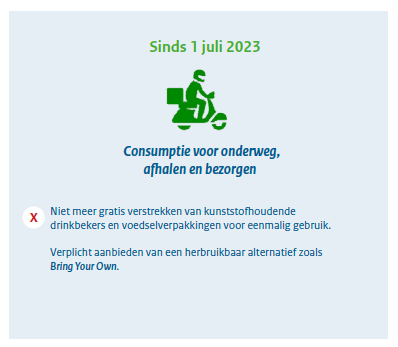 Sinds 1 juli 2023
Consumptie voor onderweg,
afhalen en bezorgen
X Niet meer gratis verstrekken van kunststofhoudende
drinkbekers en voedselverpakkingen voor eenmalig gebruik.
Verplicht aanbieden van een herbruikbaar alternatief zoals
Bring Your Own.